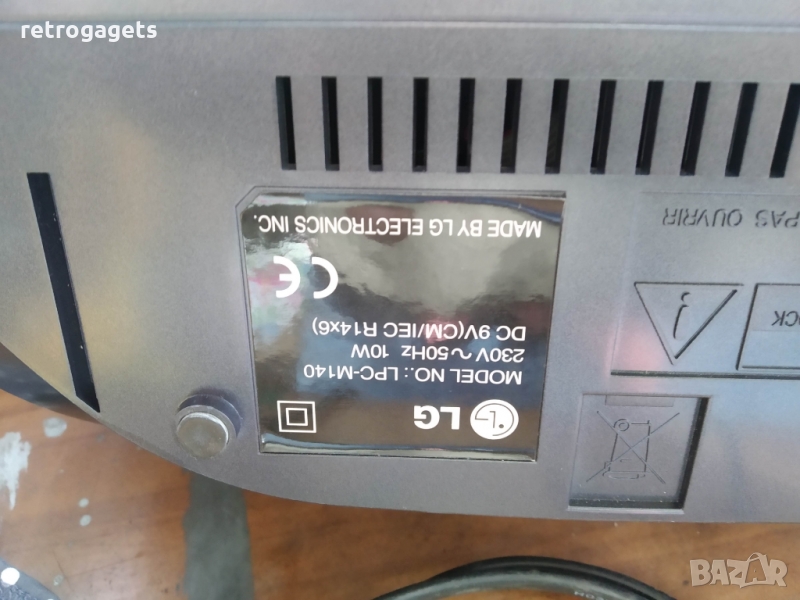 retrogagets
LG
MODEL NO.: LPC-M140
230V ~ 50Hz 10W
DC 9V(CM/IEC R14x6)
CE
MADE BY LG ELECTRONICS INC.
PAS OUVRIR
BAZAR